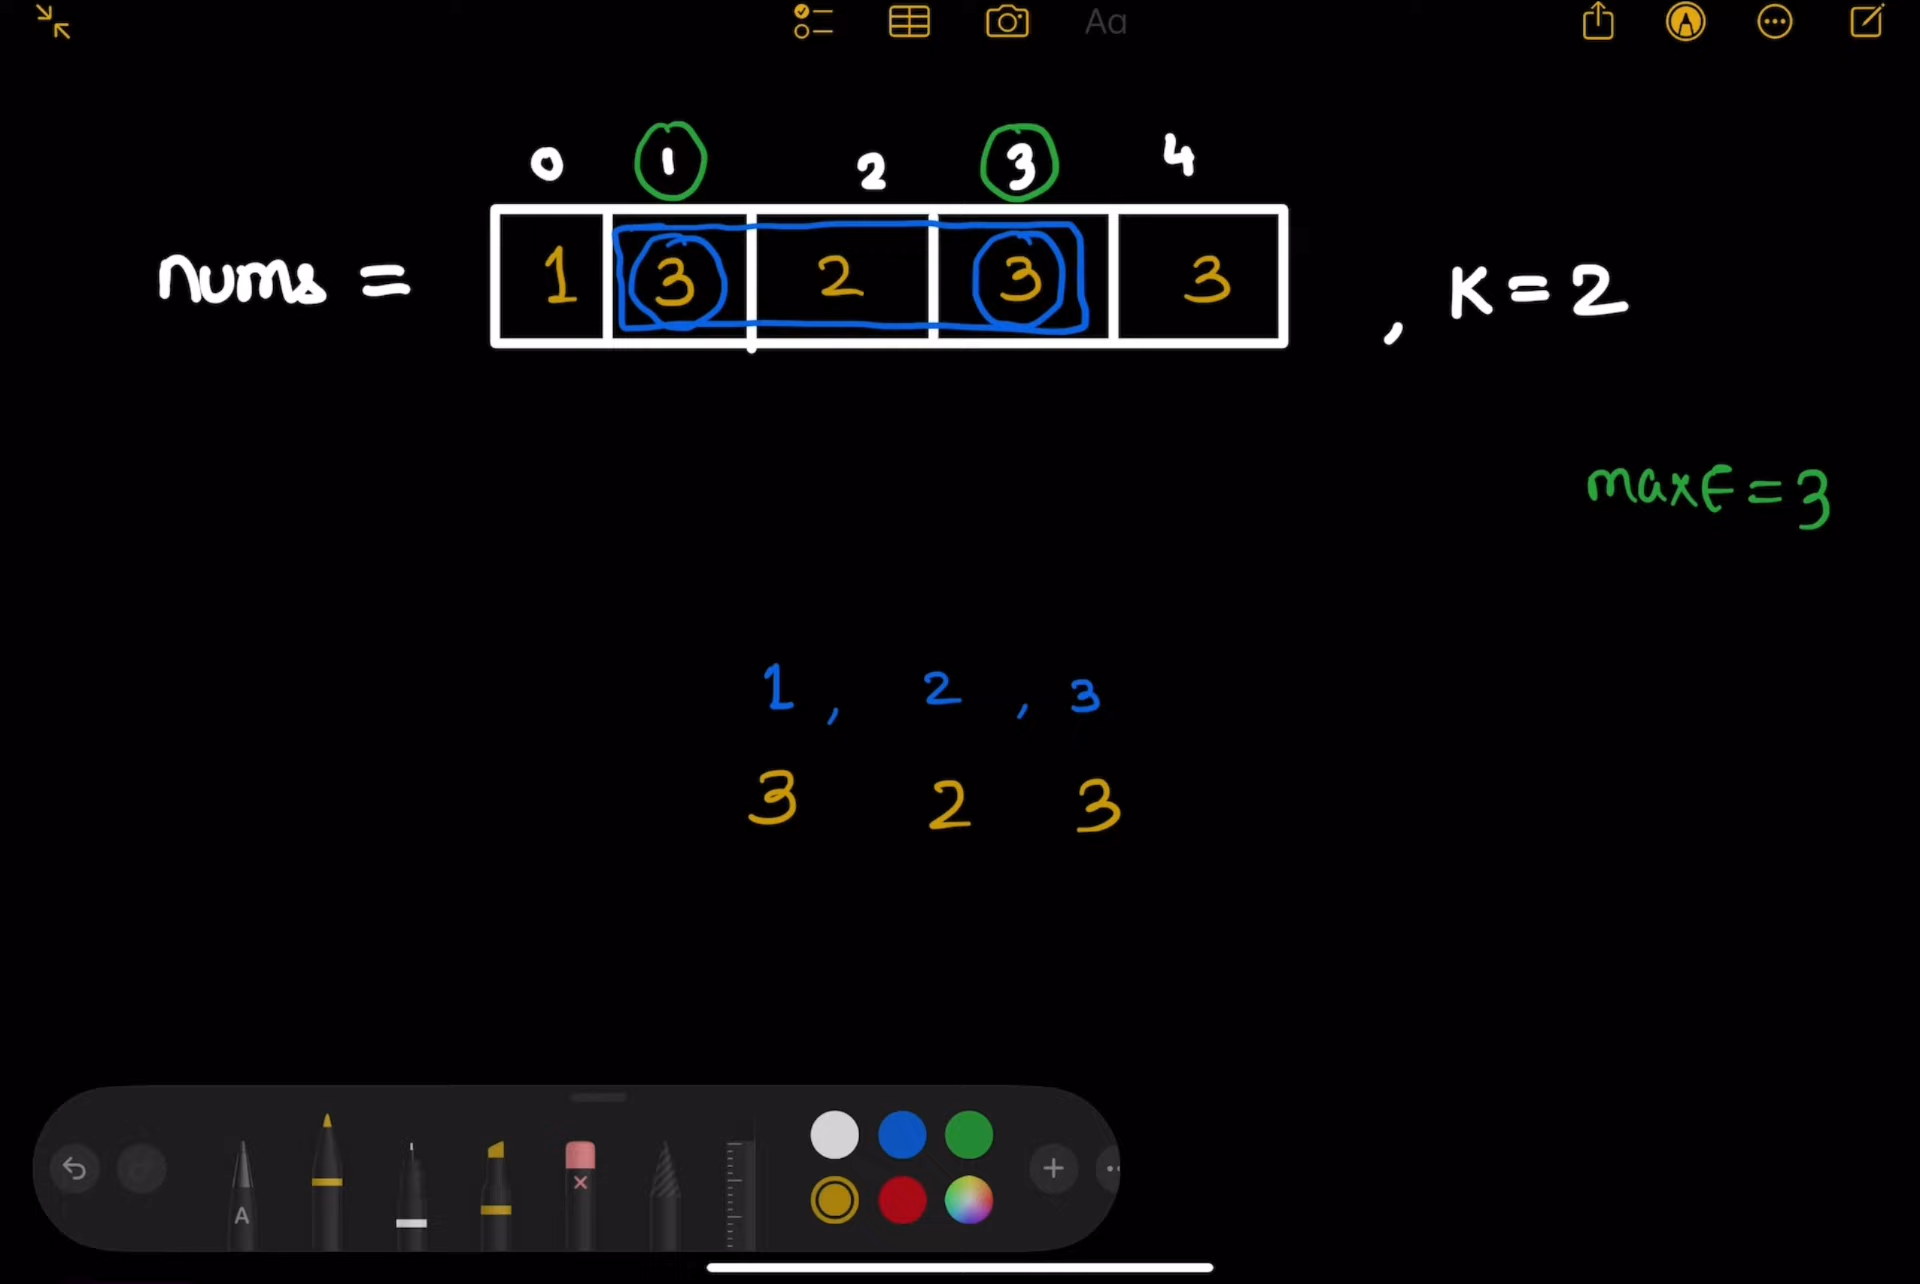 Aa
0 1 2 3 4
nums = 1 3 2 3 3 , K = 2
maxE = 3
1 , 2 , 3
3 2 3
A